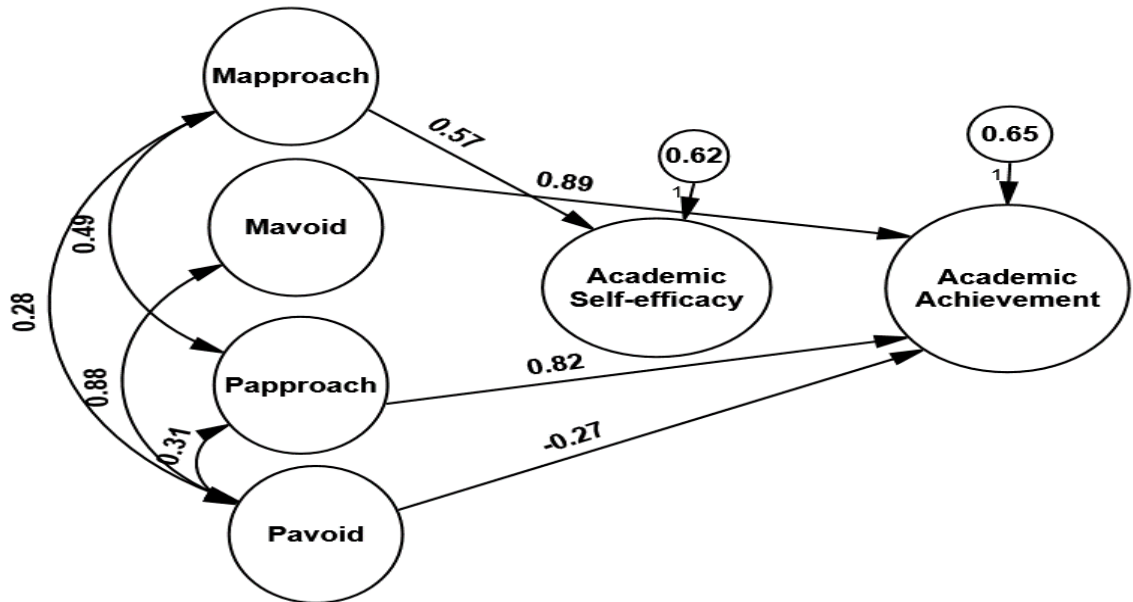 Mapproach
0.57
0.62
1
0.65
1
0.89
Mavoid
0.49
0.28
Academic
Self-efficacy
Academic
Achievement
Papproach
0.82
0.88
0.31
-0.27
Pavoid